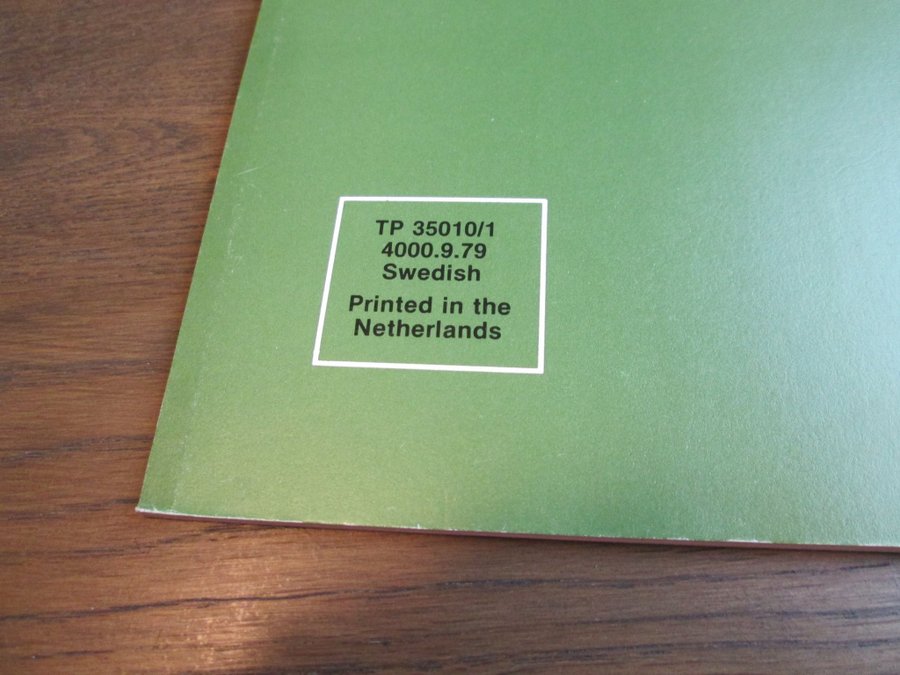 TP 35010/1
4000.9.79
Swedish
Printed in the
Netherlands